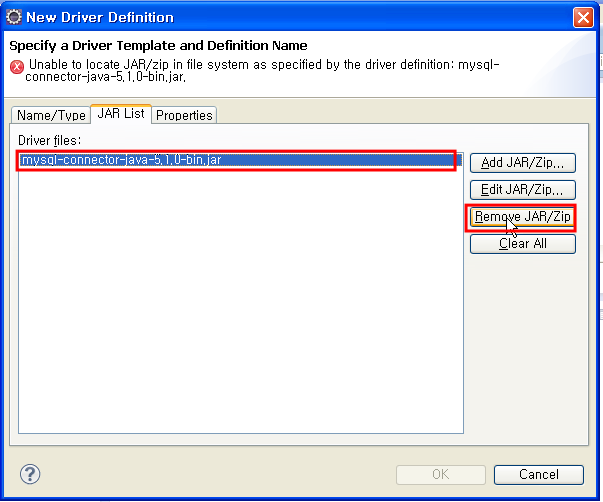 New Driver Definition
Specify a Driver Template and Definition Name
Unable to locate JAR/zip in file system as specified by the driver definition: mysql-
connector-java-5.1.0-bin.jar.
Name/Type JAR List Properties
Driver files:
mysql-connector-java-5.1.0-bin.jar
Add JAR/Zip...
Edit JAR/Zip...
Remove JAR/Zip
Clear All
OK Cancel